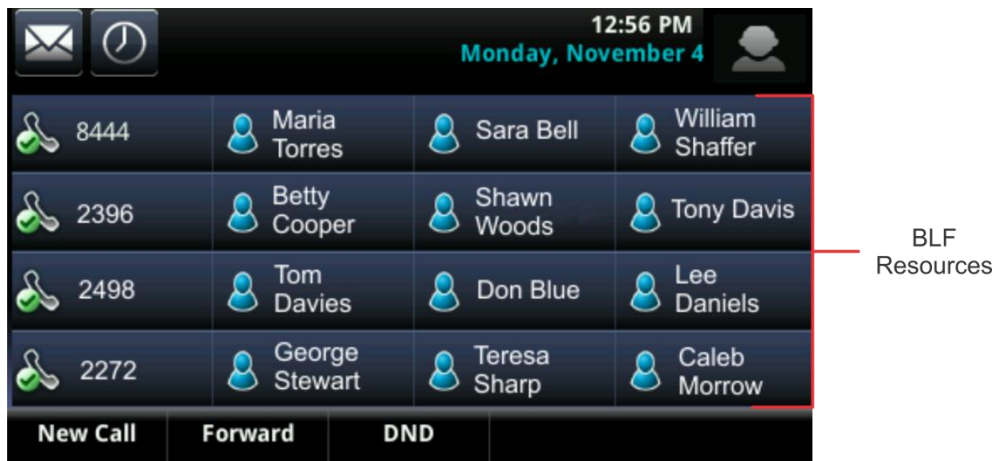 12:56 PM
Monday, November 4
8444
Maria
Torres
Sara Bell
William
Shaffer
2396
Betty
Cooper
Shawn
Woods
Tony Davis
BLF
Resources
2498
Tom
Davies
Don Blue
Lee
Daniels
2272
George
Stewart
Teresa
Sharp
Caleb
Morrow
New Call
Forward
DND